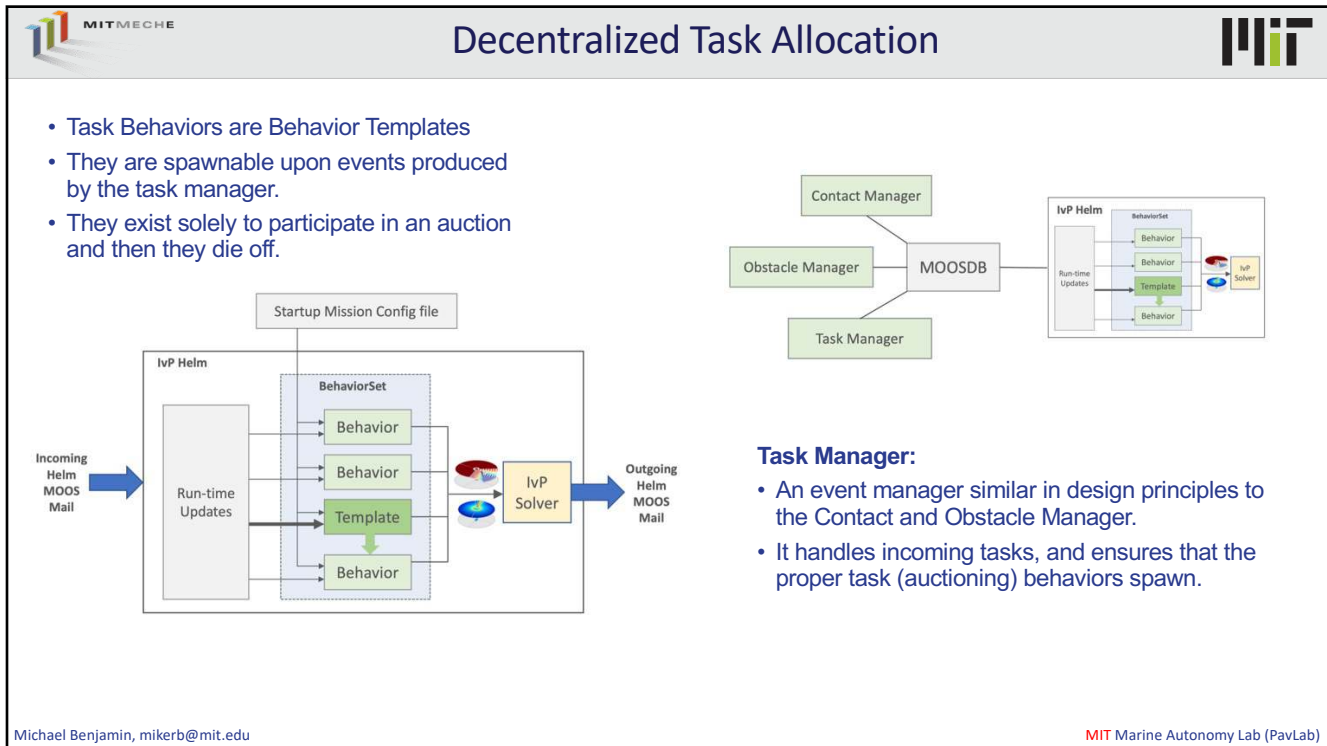 MITMECHE
Decentralized Task Allocation
MIT
• Task Behaviors are Behavior Templates
• They are spawnable upon events produced
by the task manager.
• They exist solely to participate in an auction
and then they die off.
Startup Mission Config file
IvP Helm
BehaviorSet
Behavior
Behavior
Template
Behavior
Incoming
Helm
MOOS
Mail
Run-time
Updates
IvP
Solver
Outgoing
Helm
MOOS
Mail
Contact Manager
Obstacle Manager
MOOSDB
Task Manager
IvP Helm
BehaviorSet
Behavior
Behavior
Template
Behavior
Run-time
Updates
IvP
Solver
Task Manager:
• An event manager similar in design principles to
the Contact and Obstacle Manager.
• It handles incoming tasks, and ensures that the
proper task (auctioning) behaviors spawn.
Michael Benjamin, mikerb@mit.edu
MIT Marine Autonomy Lab (PavLab)